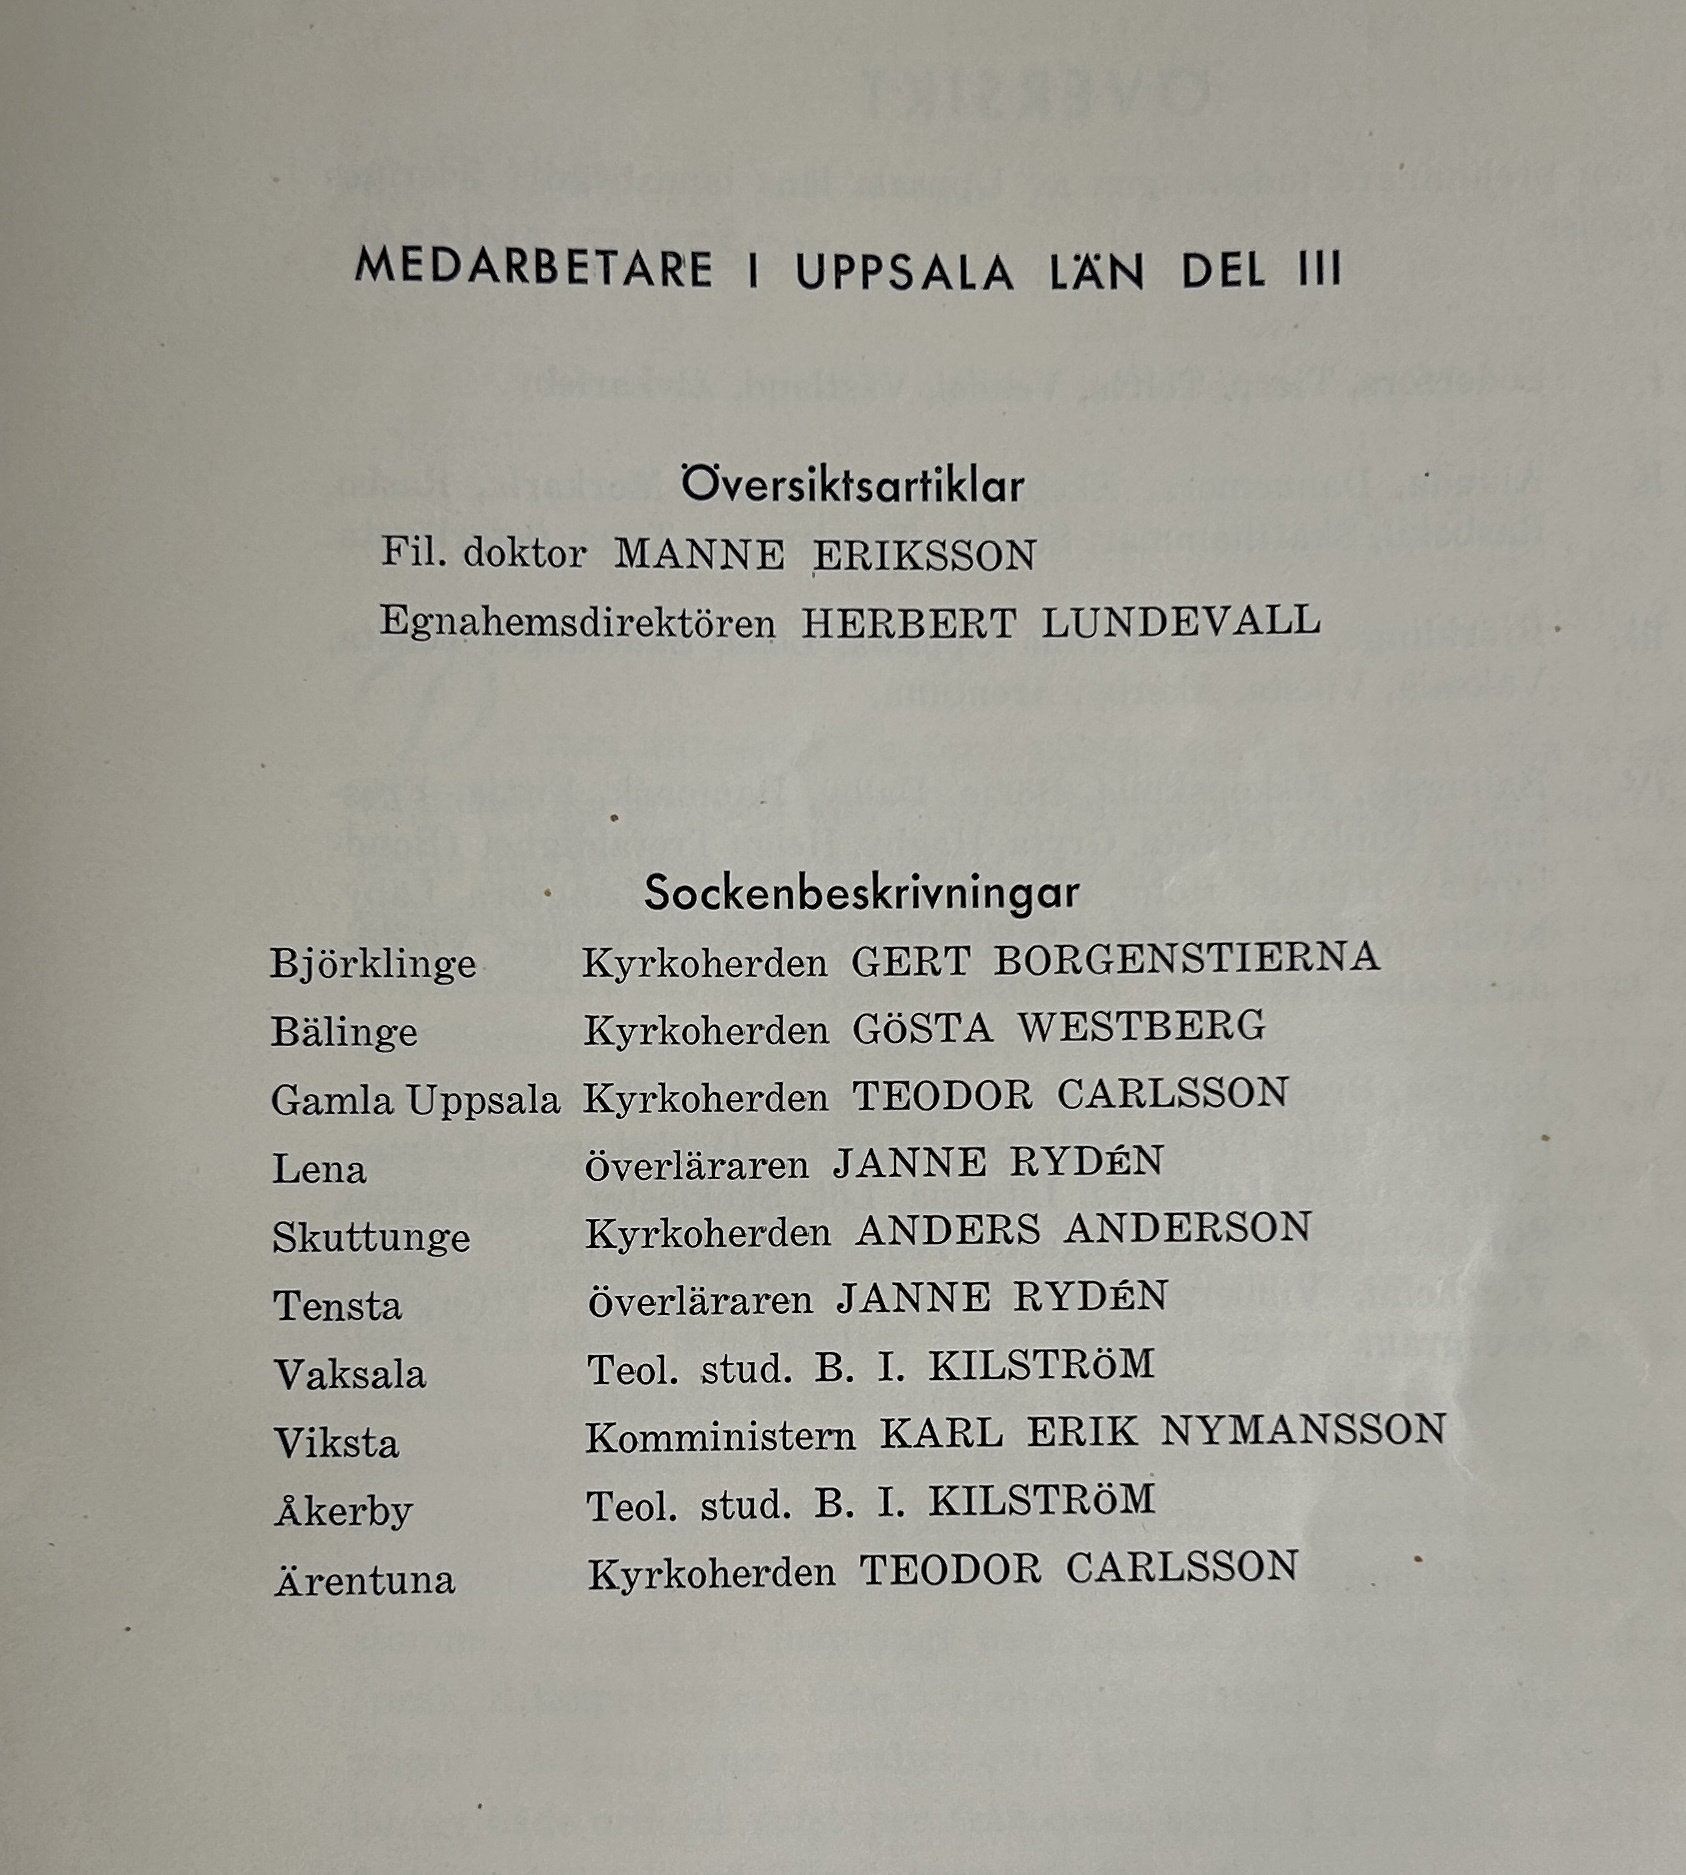 MEDARBETARE I UPPSALA LÄN DEL III
Översiktsartiklar
Fil. doktor MANNE ERIKSSON
Egnahemsdirektören HERBERT LUNDEVALL
Sockenbeskrivningar
Björklinge Kyrkoherden GERT BORGENSTIERNA
Bälinge Kyrkoherden GÖSTA WESTBERG
Gamla Uppsala Kyrkoherden TEODOR CARLSSON
Lena Överläraren JANNE RYDÉN
Skuttunge Kyrkoherden ANDERS ANDERSON
Tensta Överläraren JANNE RYDÉN
Vaksala Teol. stud. B. I. KILSTRÖM
Viksta Komministern KARL ERIK NYMANSSON
Åkerby Teol. stud. B. I. KILSTRÖM
Ärentuna Kyrkoherden TEODOR CARLSSON